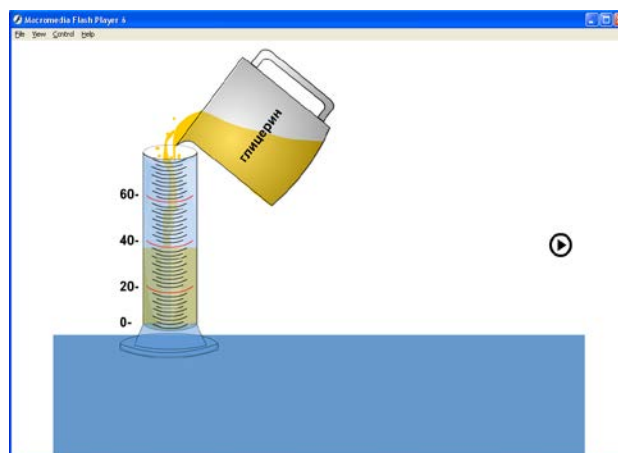 Macromedia Flash Player 6
File View Control Help
глицерин
60-
40-
20-
0-